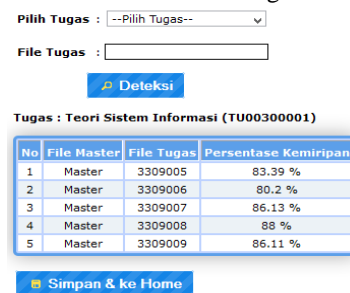 Pilih Tugas : --Pilih Tugas--
File Tugas :
Deteksi
Tugas : Teori Sistem Informasi (TU00300001)
No File Master File Tugas Persentase Kemiripan
1 Master 3309005 83.39 %
2 Master 3309006 80.2 %
3 Master 3309007 86.13 %
4 Master 3309008 88 %
5 Master 3309009 86.11 %
Simpan & ke Home